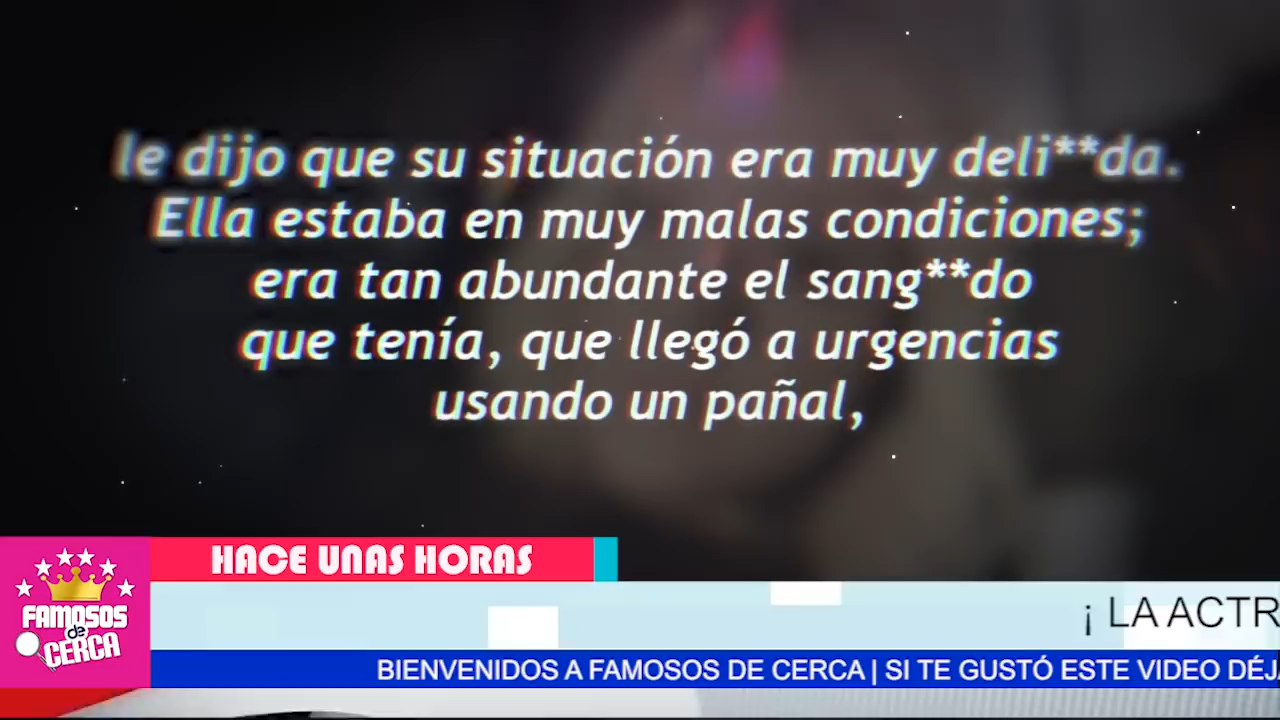 le dijo que su situación era muy deli**da.
Ella estaba en muy malas condiciones;
era tan abundante el sang**do
que tenía, que llegó a urgencias
usando un pañal,
HACE UNAS HORAS
FAMOSOS
de
CERCA
¡ LA ACTR
BIENVENIDOS A FAMOSOS DE CERCA | SI TE GUSTÓ ESTE VIDEO DÉJA